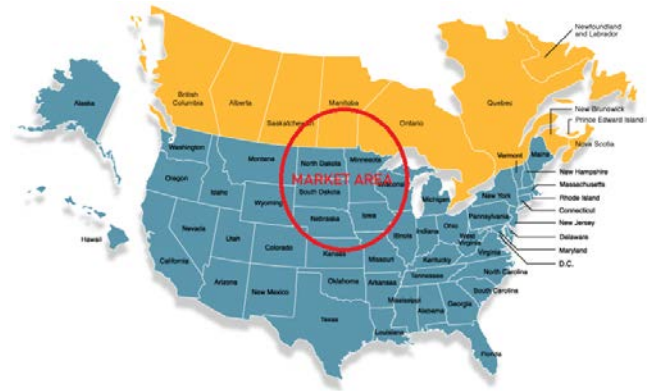 Newfoundland
and Labrador
Alaska
British
Columbia
Alberta
Saskatchewan
Manitoba
Ontario
Quebec
New Brunswick
Prince Edward Island
Nova Scotia
Washington
Montana
North Dakota
Minnesota
Vermont
Maine
MARKET AREA
New Hampshire
Oregon
Idaho
Wyoming
South Dakota
Wisconsin
Michigan
New York
Massachusetts
Rhode Island
Connecticut
Nebraska
Iowa
Pennsylvania
New Jersey
Nevada
Utah
Colorado
Kansas
Illinois
Indiana
Ohio
West
Virginia
Virginia
Delaware
Maryland
D.C.
Hawaii
California
Missouri
Kentucky
Arizona
New Mexico
Oklahoma
Arkansas
Tennessee
North Carolina
South Carolina
Texas
Mississippi
Alabama
Georgia
Louisiana
Florida